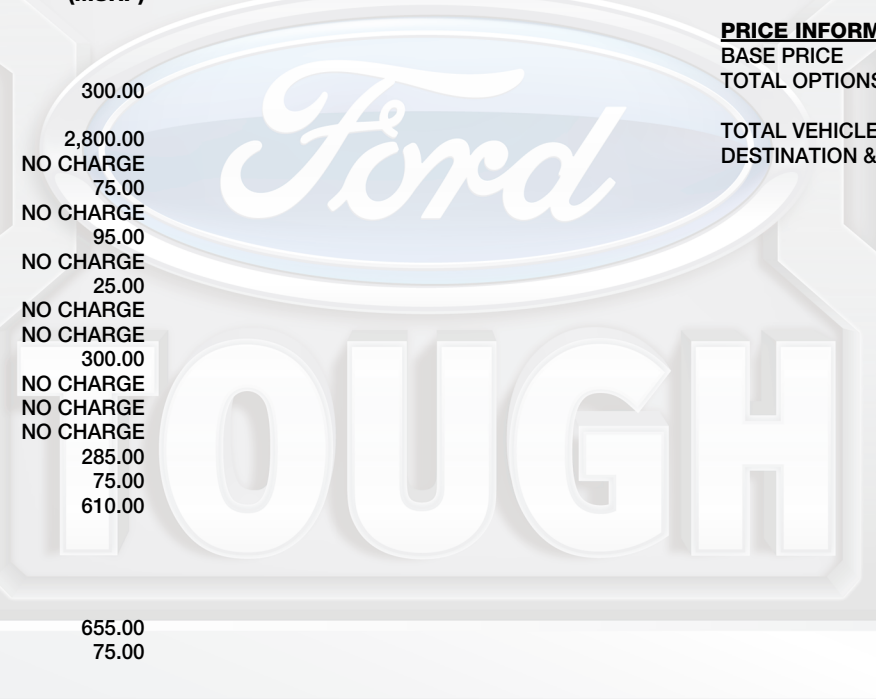 300.00
2,800.00
NO CHARGE
75.00
NO CHARGE
95.00
NO CHARGE
25.00
NO CHARGE
NO CHARGE
300.00
NO CHARGE
NO CHARGE
NO CHARGE
285.00
75.00
610.00
655.00
75.00
PRICE INFORM
BASE PRICE
TOTAL OPTIONS
TOTAL VEHICLE
DESTINATION &
Ford
TOUGH